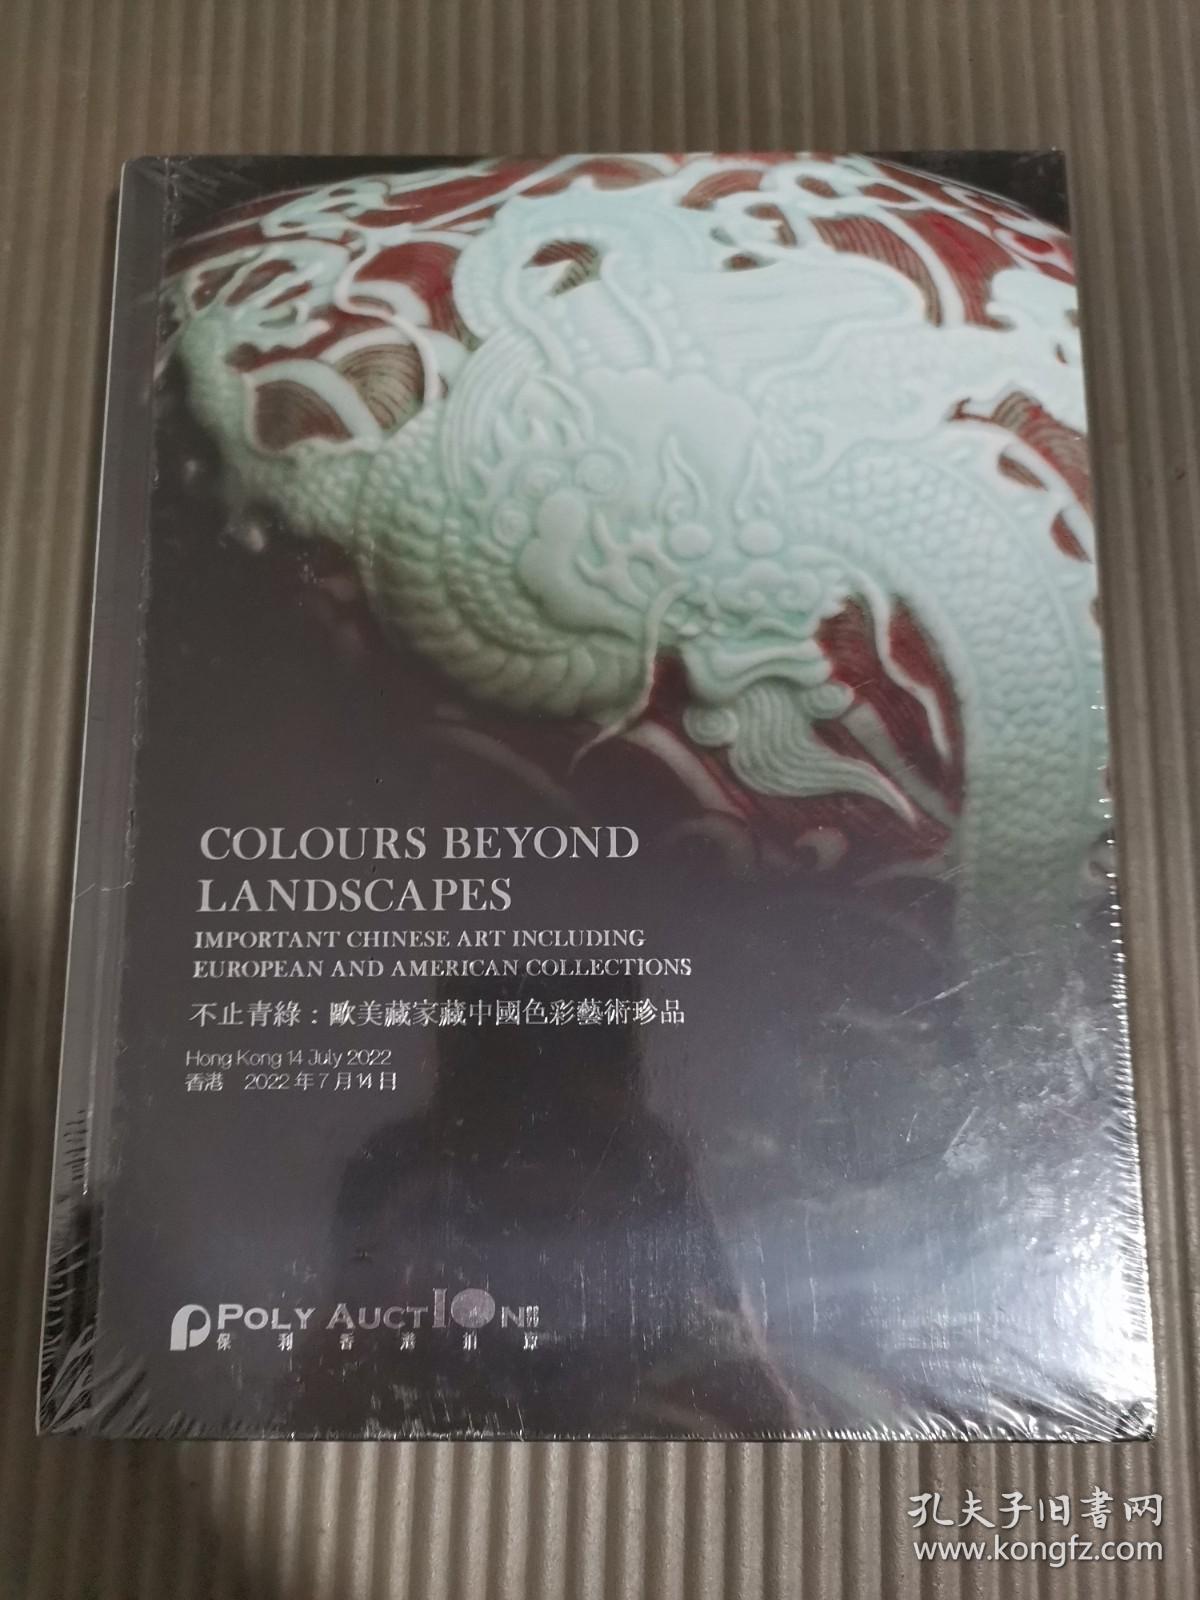 COLOURS BEYOND
LANDSCAPES
IMPORTANT CHINESE ART INCLUDING
EUROPEAN AND AMERICAN COLLECTIONS
不止青綠：歐美藏家藏中國色彩藝術珍品
Hong Kong 14 July 2022
香港 2022年7月14日
POLY AUCTION
保利香港拍賣
孔夫子旧書网
www.kongfz.com